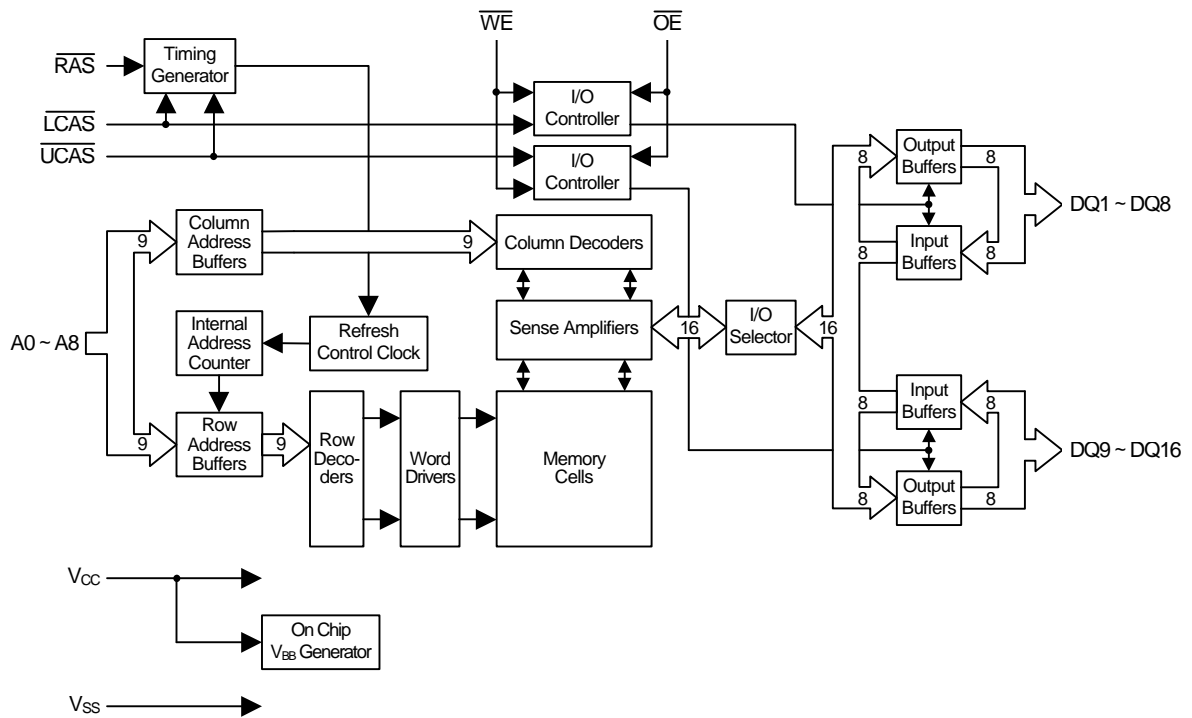 WE
OE
RAS
Timing
Generator
I/O
Controller
LCAS
UCAS
I/O
Controller
Output
Buffers
8
8
DQ1 ~ DQ8
Column
Address
Buffers
9
9
Column Decoders
Input
Buffers
8
8
A0 ~ A8
Internal
Address
Counter
Refresh
Control Clock
Sense Amplifiers
16
I/O
Selector
16
Row
Address
Buffers
9
9
Row
Deco-
ders
Word
Drivers
Memory
Cells
Input
Buffers
8
8
DQ9 ~ DQ16
Output
Buffers
8
8
VCC
On Chip
VBB Generator
VSS